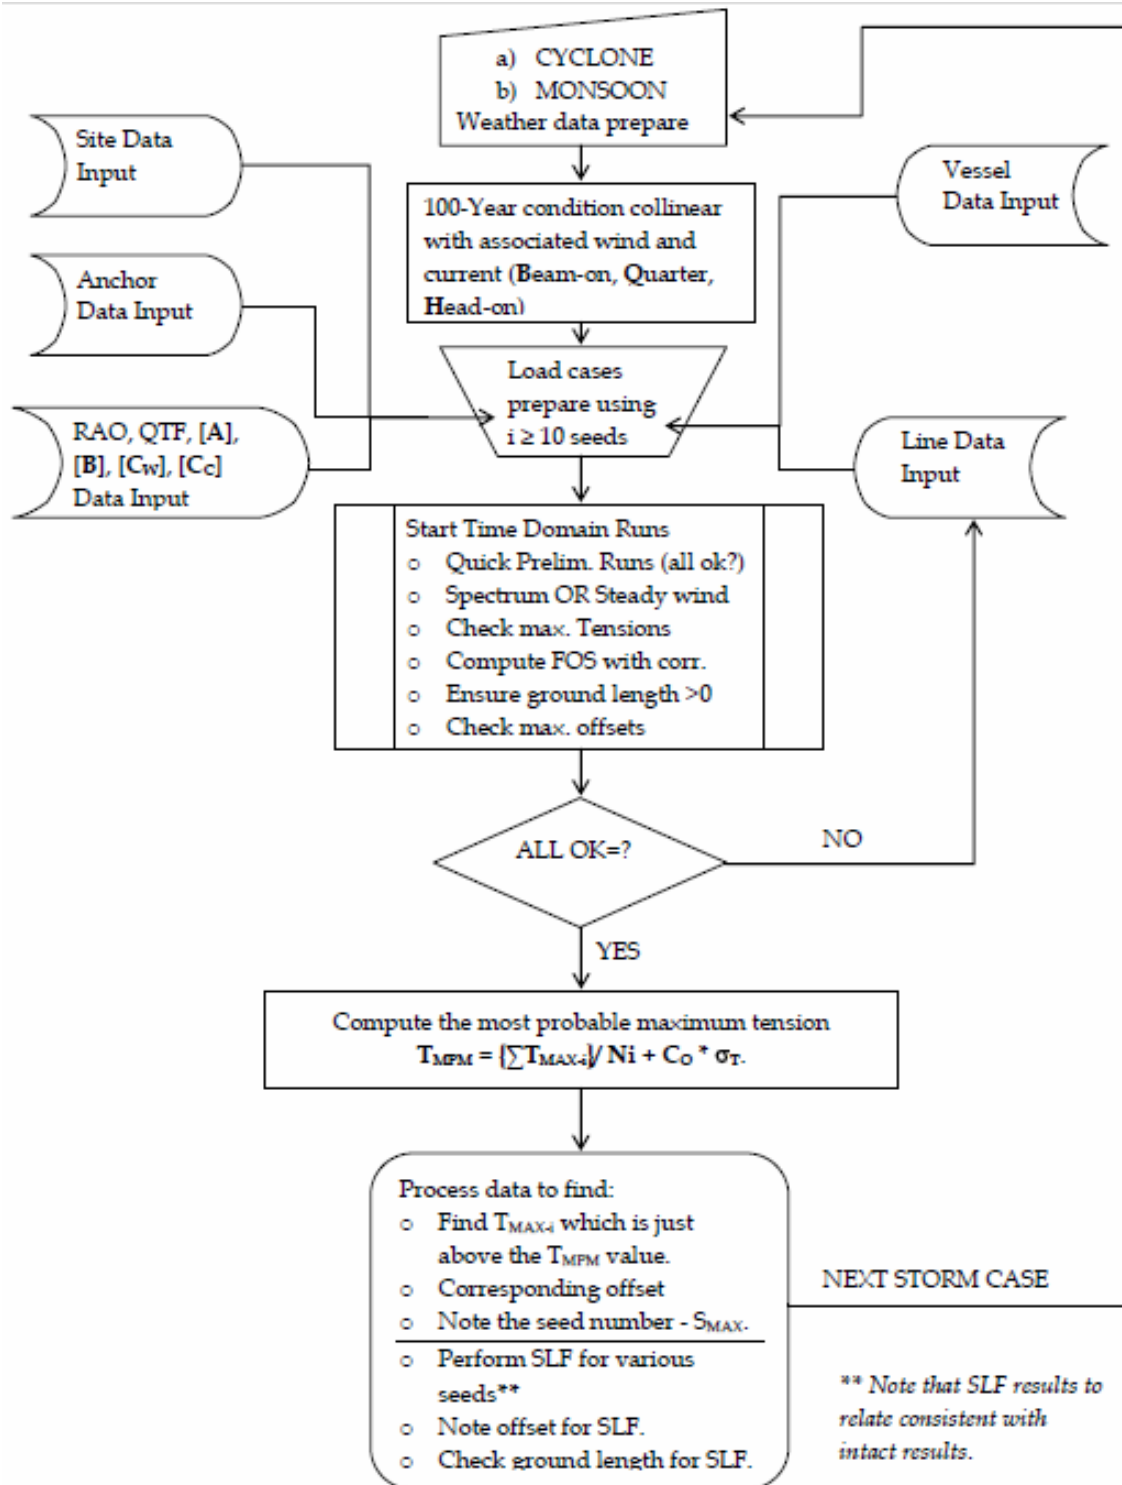 a) CYCLONE
b) MONSOON
Weather data prepare
Site Data
Input
Vessel
Data Input
100-Year condition collinear
with associated wind and
current (Beam-on, Quarter,
Head-on)
Anchor
Data Input
Load cases
prepare using
i ≥ 10 seeds
RAO, QTF, [A],
[B], [CW], [CC]
Data Input
Line Data
Input
Start Time Domain Runs
o Quick Prelim. Runs (all ok?)
o Spectrum OR Steady wind
o Check max. Tensions
o Compute FOS with corr.
o Ensure ground length >0
o Check max. offsets
ALL OK=?
NO
YES
Compute the most probable maximum tension
TMPM = [∑TMAX-i]/ Ni + CO * σT.
Process data to find:
o Find TMAX-i which is just
above the TMPM value.
o Corresponding offset
o Note the seed number - SMAX.
o Perform SLF for various
seeds**
o Note offset for SLF.
o Check ground length for SLF.
NEXT STORM CASE
** Note that SLF results to
relate consistent with
intact results.